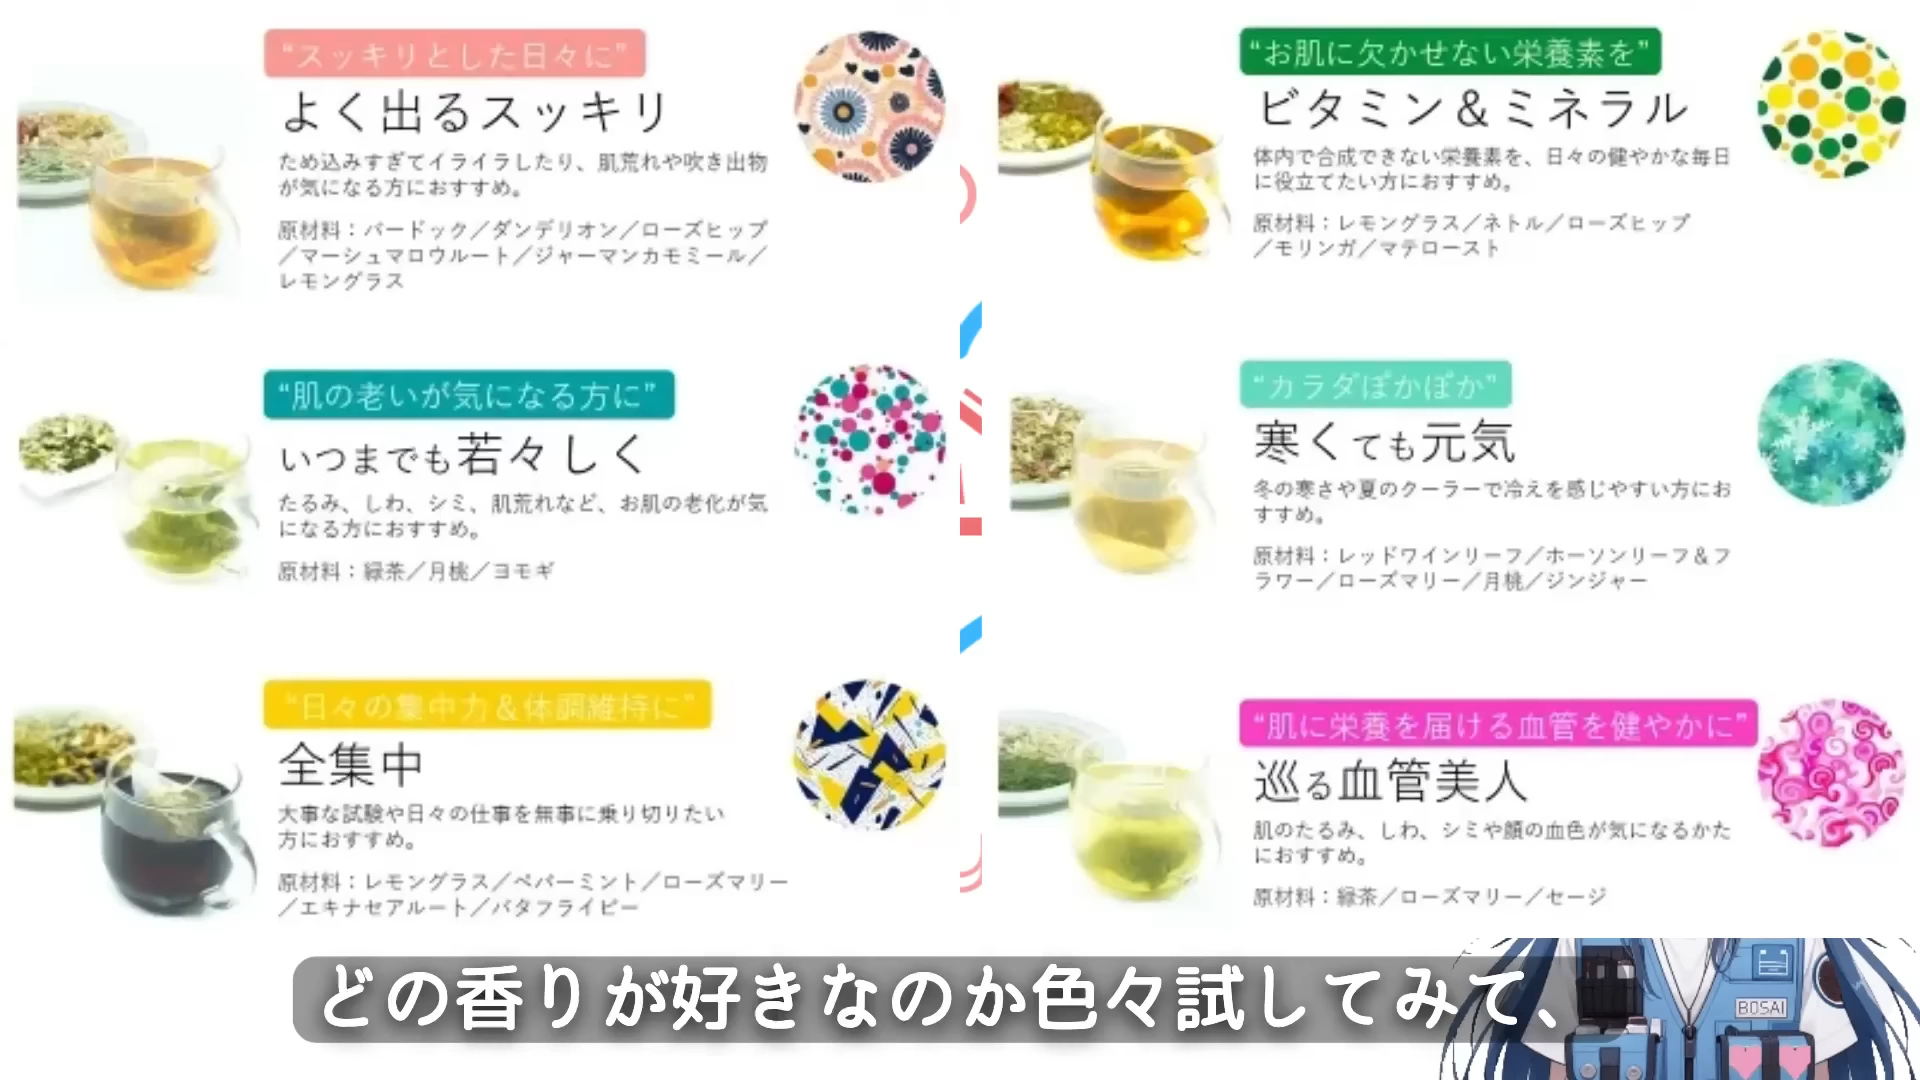 “スッキリとした日々に”
よく出るスッキリ
ため込みすぎてイライラしたり、肌荒れや吹き出物
が気になる方におすすめ。
原材料：バードック／ダンデリオン／ローズヒップ
／マーシュマロウルート／ジャーマンカモミール／
レモングラス
“肌の老いが気になる方に”
いつまでも若々しく
たるみ、しわ、シミ、肌荒れなど、お肌の老化が気
になる方におすすめ。
原材料：緑茶／月桃／ヨモギ
“日々の集中力＆体調維持に”
全集中
大事な試験や日々の仕事を無事に乗り切りたい
方におすすめ。
原材料：レモングラス／ペパーミント／ローズマリー
／エキナセアルート／バタフライピー
“お肌に欠かせない栄養素を”
ビタミン＆ミネラル
体内で合成できない栄養素を、日々の健やかな毎日
に役立てたい方におすすめ。
原材料：レモングラス／ネトル／ローズヒップ
／モリンガ／マテロースト
“カラダぽかぽか”
寒くても元気
冬の寒さや夏のクーラーで冷えを感じやすい方にお
すすめ。
原材料：レッドワインリーフ／ホーソンリーフ＆フ
ラワー／ローズマリー／月桃／ジンジャー
“肌に栄養を届ける血管を健やかに”
巡る血管美人
肌のたるみ、しわ、シミや顔の血色が気になるかた
におすすめ。
原材料：緑茶／ローズマリー／セージ
どの香りが好きなのか色々試してみて、
BOSAI